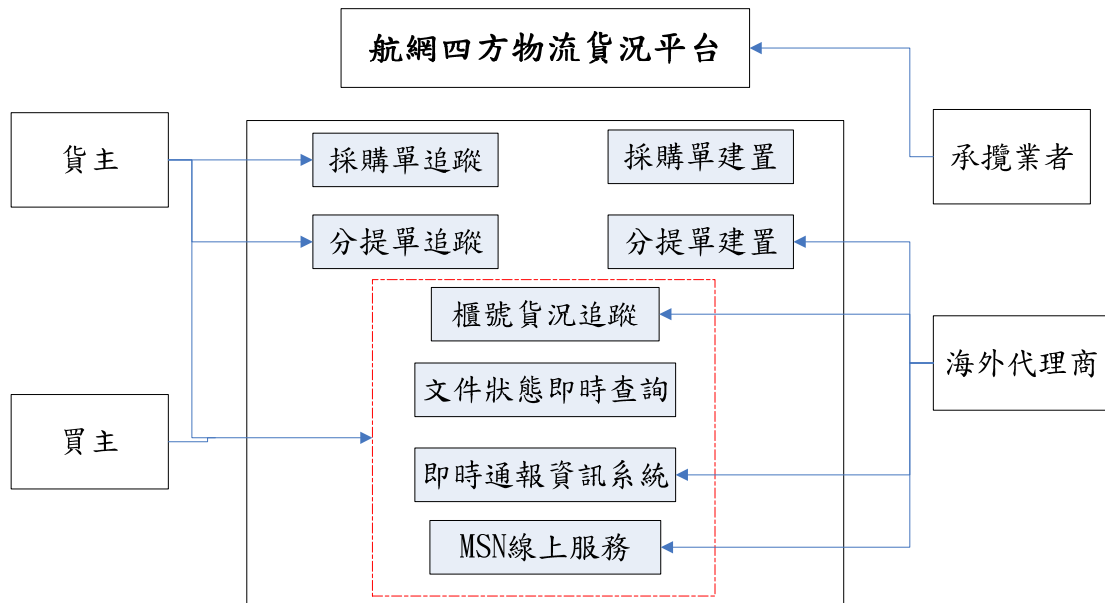 航網四方物流貨況平台
貨主
採購單追蹤
採購單建置
承攬業者
分提單追蹤
分提單建置
櫃號貨況追蹤
海外代理商
文件狀態即時查詢
買主
即時通報資訊系統
MSN線上服務